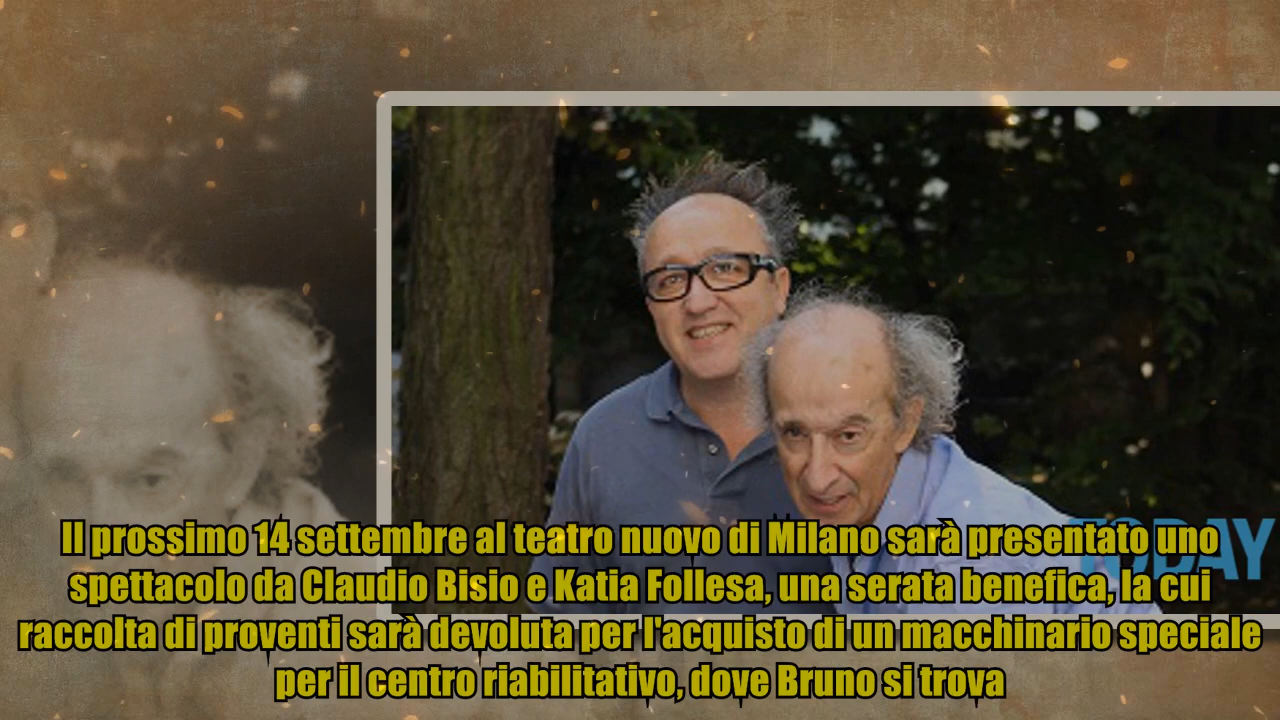 TODAY
Il prossimo 14 settembre al teatro nuovo di Milano sarà presentato uno
spettacolo da Claudio Bisio e Katia Follesa, una serata benefica, la cui
raccolta di proventi sarà devoluta per l'acquisto di un macchinario speciale
per il centro riabilitativo, dove Bruno si trova